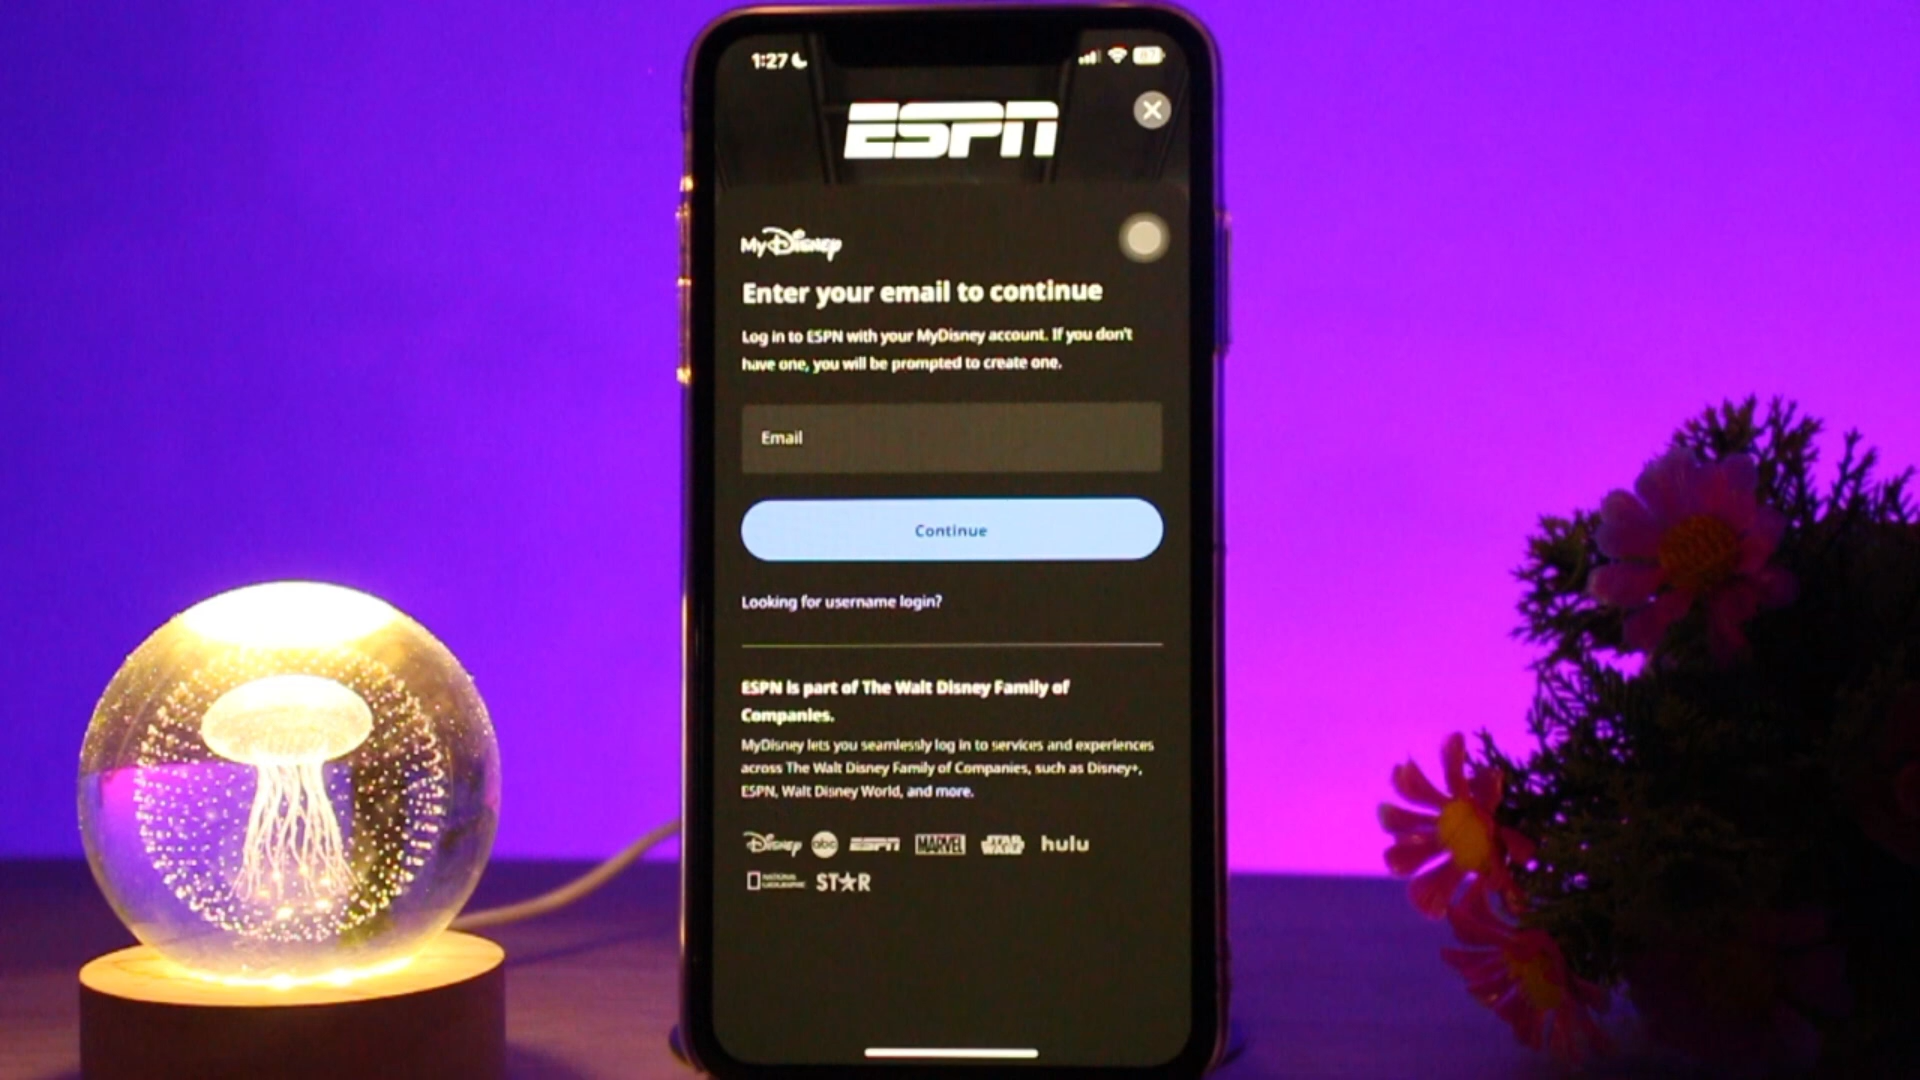 1:27
ESPN
MyDisney
Enter your email to continue
Log in to ESPN with your MyDisney account. If you don't
have one, you will be prompted to create one.
Email
Continue
Looking for username login?
ESPN is part of The Walt Disney Family of
Companies.
MyDisney lets you seamlessly log in to services and experiences
across The Walt Disney Family of Companies, such as Disney+,
ESPN, Walt Disney World, and more.
Disney abc ESPN MARVEL STAR WARS hulu
NATIONAL GEOGRAPHIC STAR